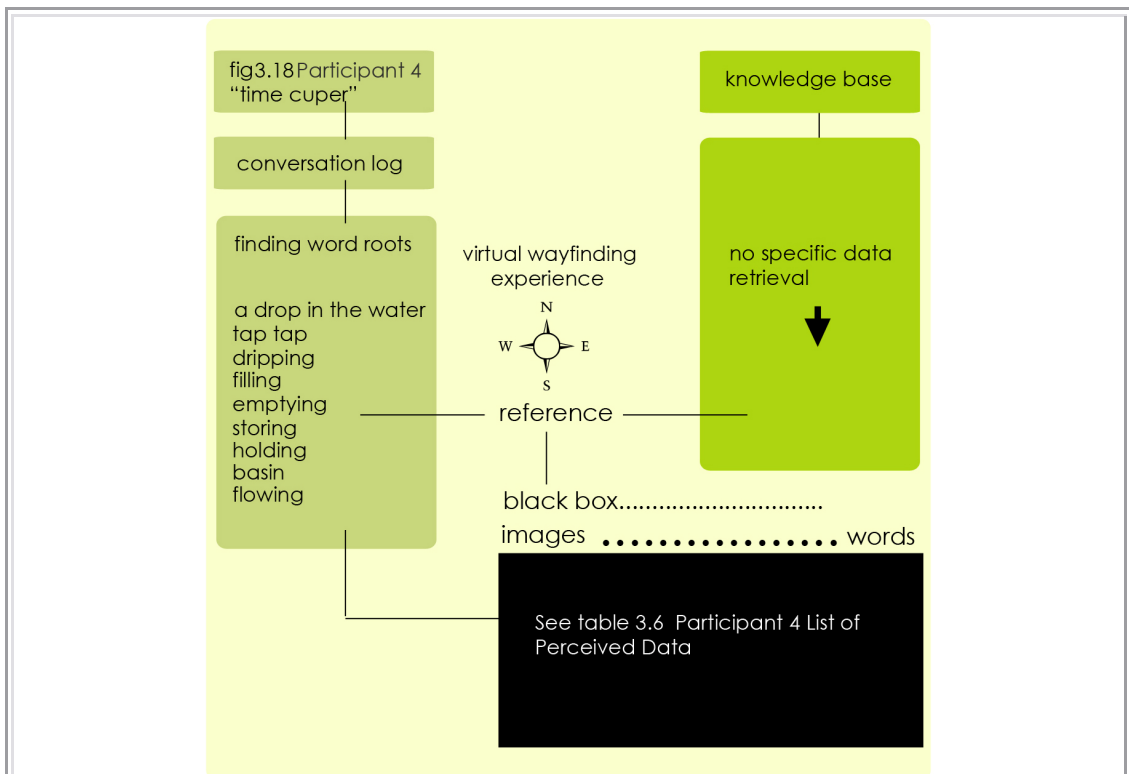 fig3.18Participant 4
“time cuper”
conversation log
finding word roots
a drop in the water
tap tap
dripping
filling
emptying
storing
holding
basin
flowing
virtual wayfinding
experience
N
W E
S
reference
knowledge base
no specific data
retrieval
black box..............................
images .................. words
See table 3.6 Participant 4 List of
Perceived Data